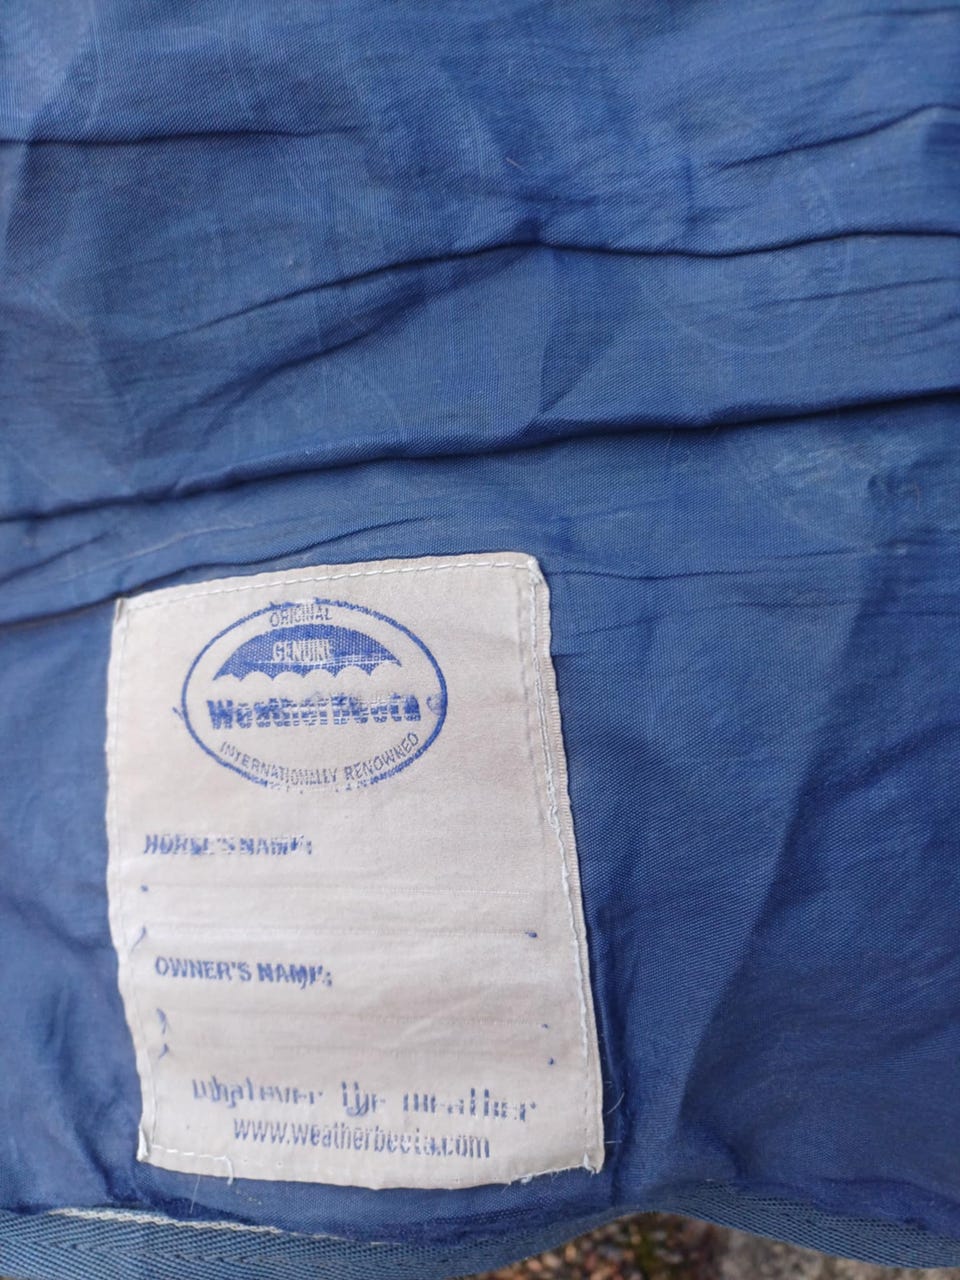 ORIGINAL
GENUINE
WeatherBeeta
INTERNATIONALLY RENOWNED
HORSE'S NAME:
OWNER'S NAME:
whatever the weather
www.weatherbeeta.com